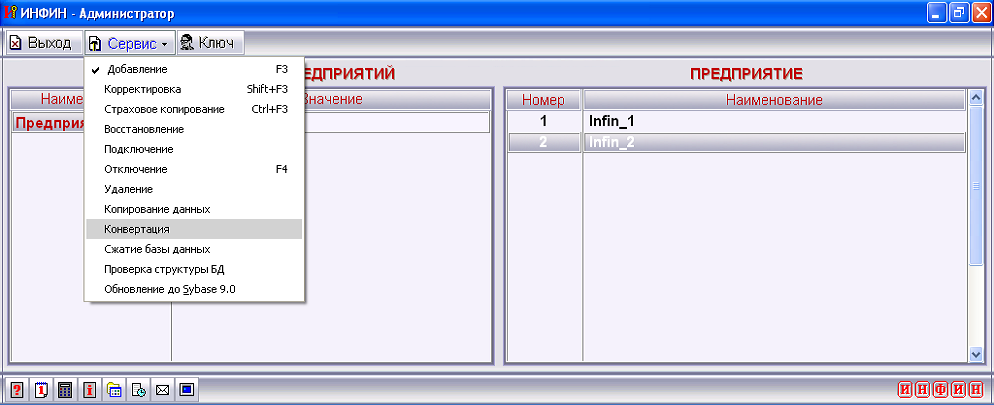 ИНФИН - Администратор
Выход Сервис Ключ
ЕДПРИЯТИЙ ПРЕДПРИЯТИЕ
Наиме Значение Номер Наименование
Предприя 1 Infin_1
2 Infin_2
Добавление F3
Корректировка Shift+F3
Страховое копирование Ctrl+F3
Восстановление
Подключение
Отключение F4
Удаление
Копирование данных
Конвертация
Сжатие базы данных
Проверка структуры БД
Обновление до Sybase 9.0
ИНФИН